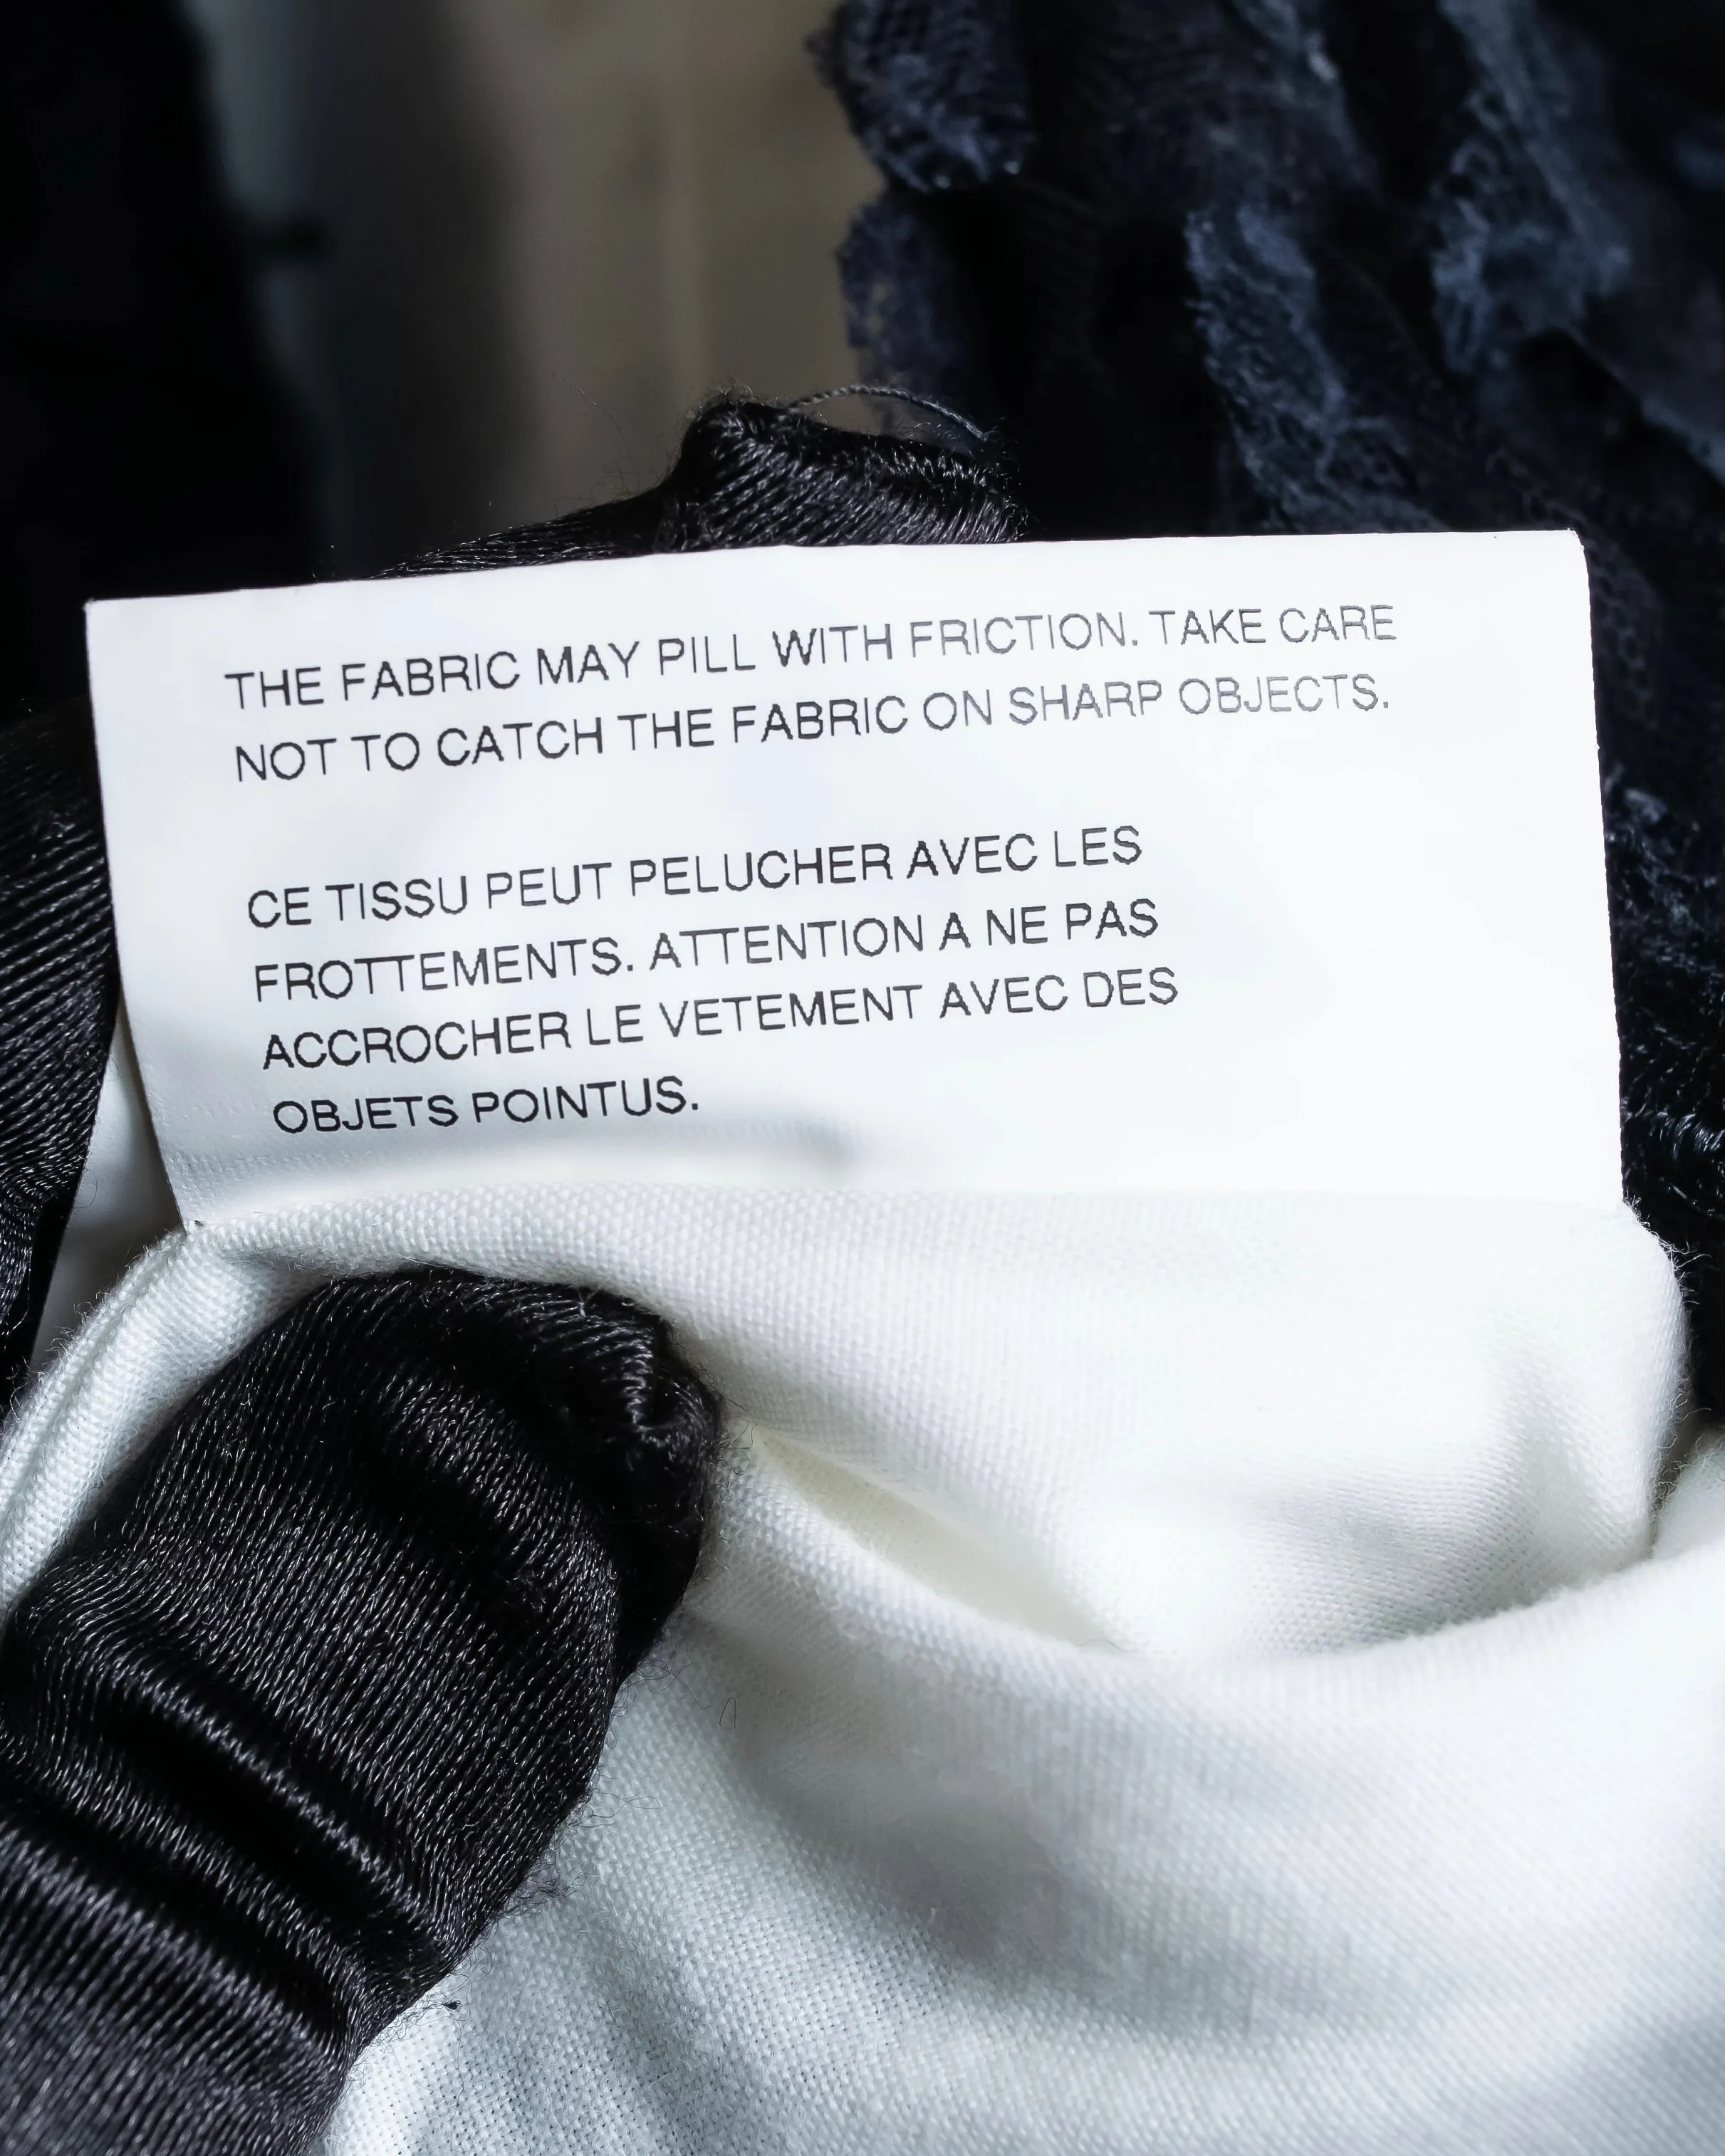 THE FABRIC MAY PILL WITH FRICTION. TAKE CARE
NOT TO CATCH THE FABRIC ON SHARP OBJECTS.
CE TISSU PEUT PELUCHER AVEC LES
FROTTEMENTS. ATTENTION A NE PAS
ACCROCHER LE VETEMENT AVEC DES
OBJETS POINTUS.